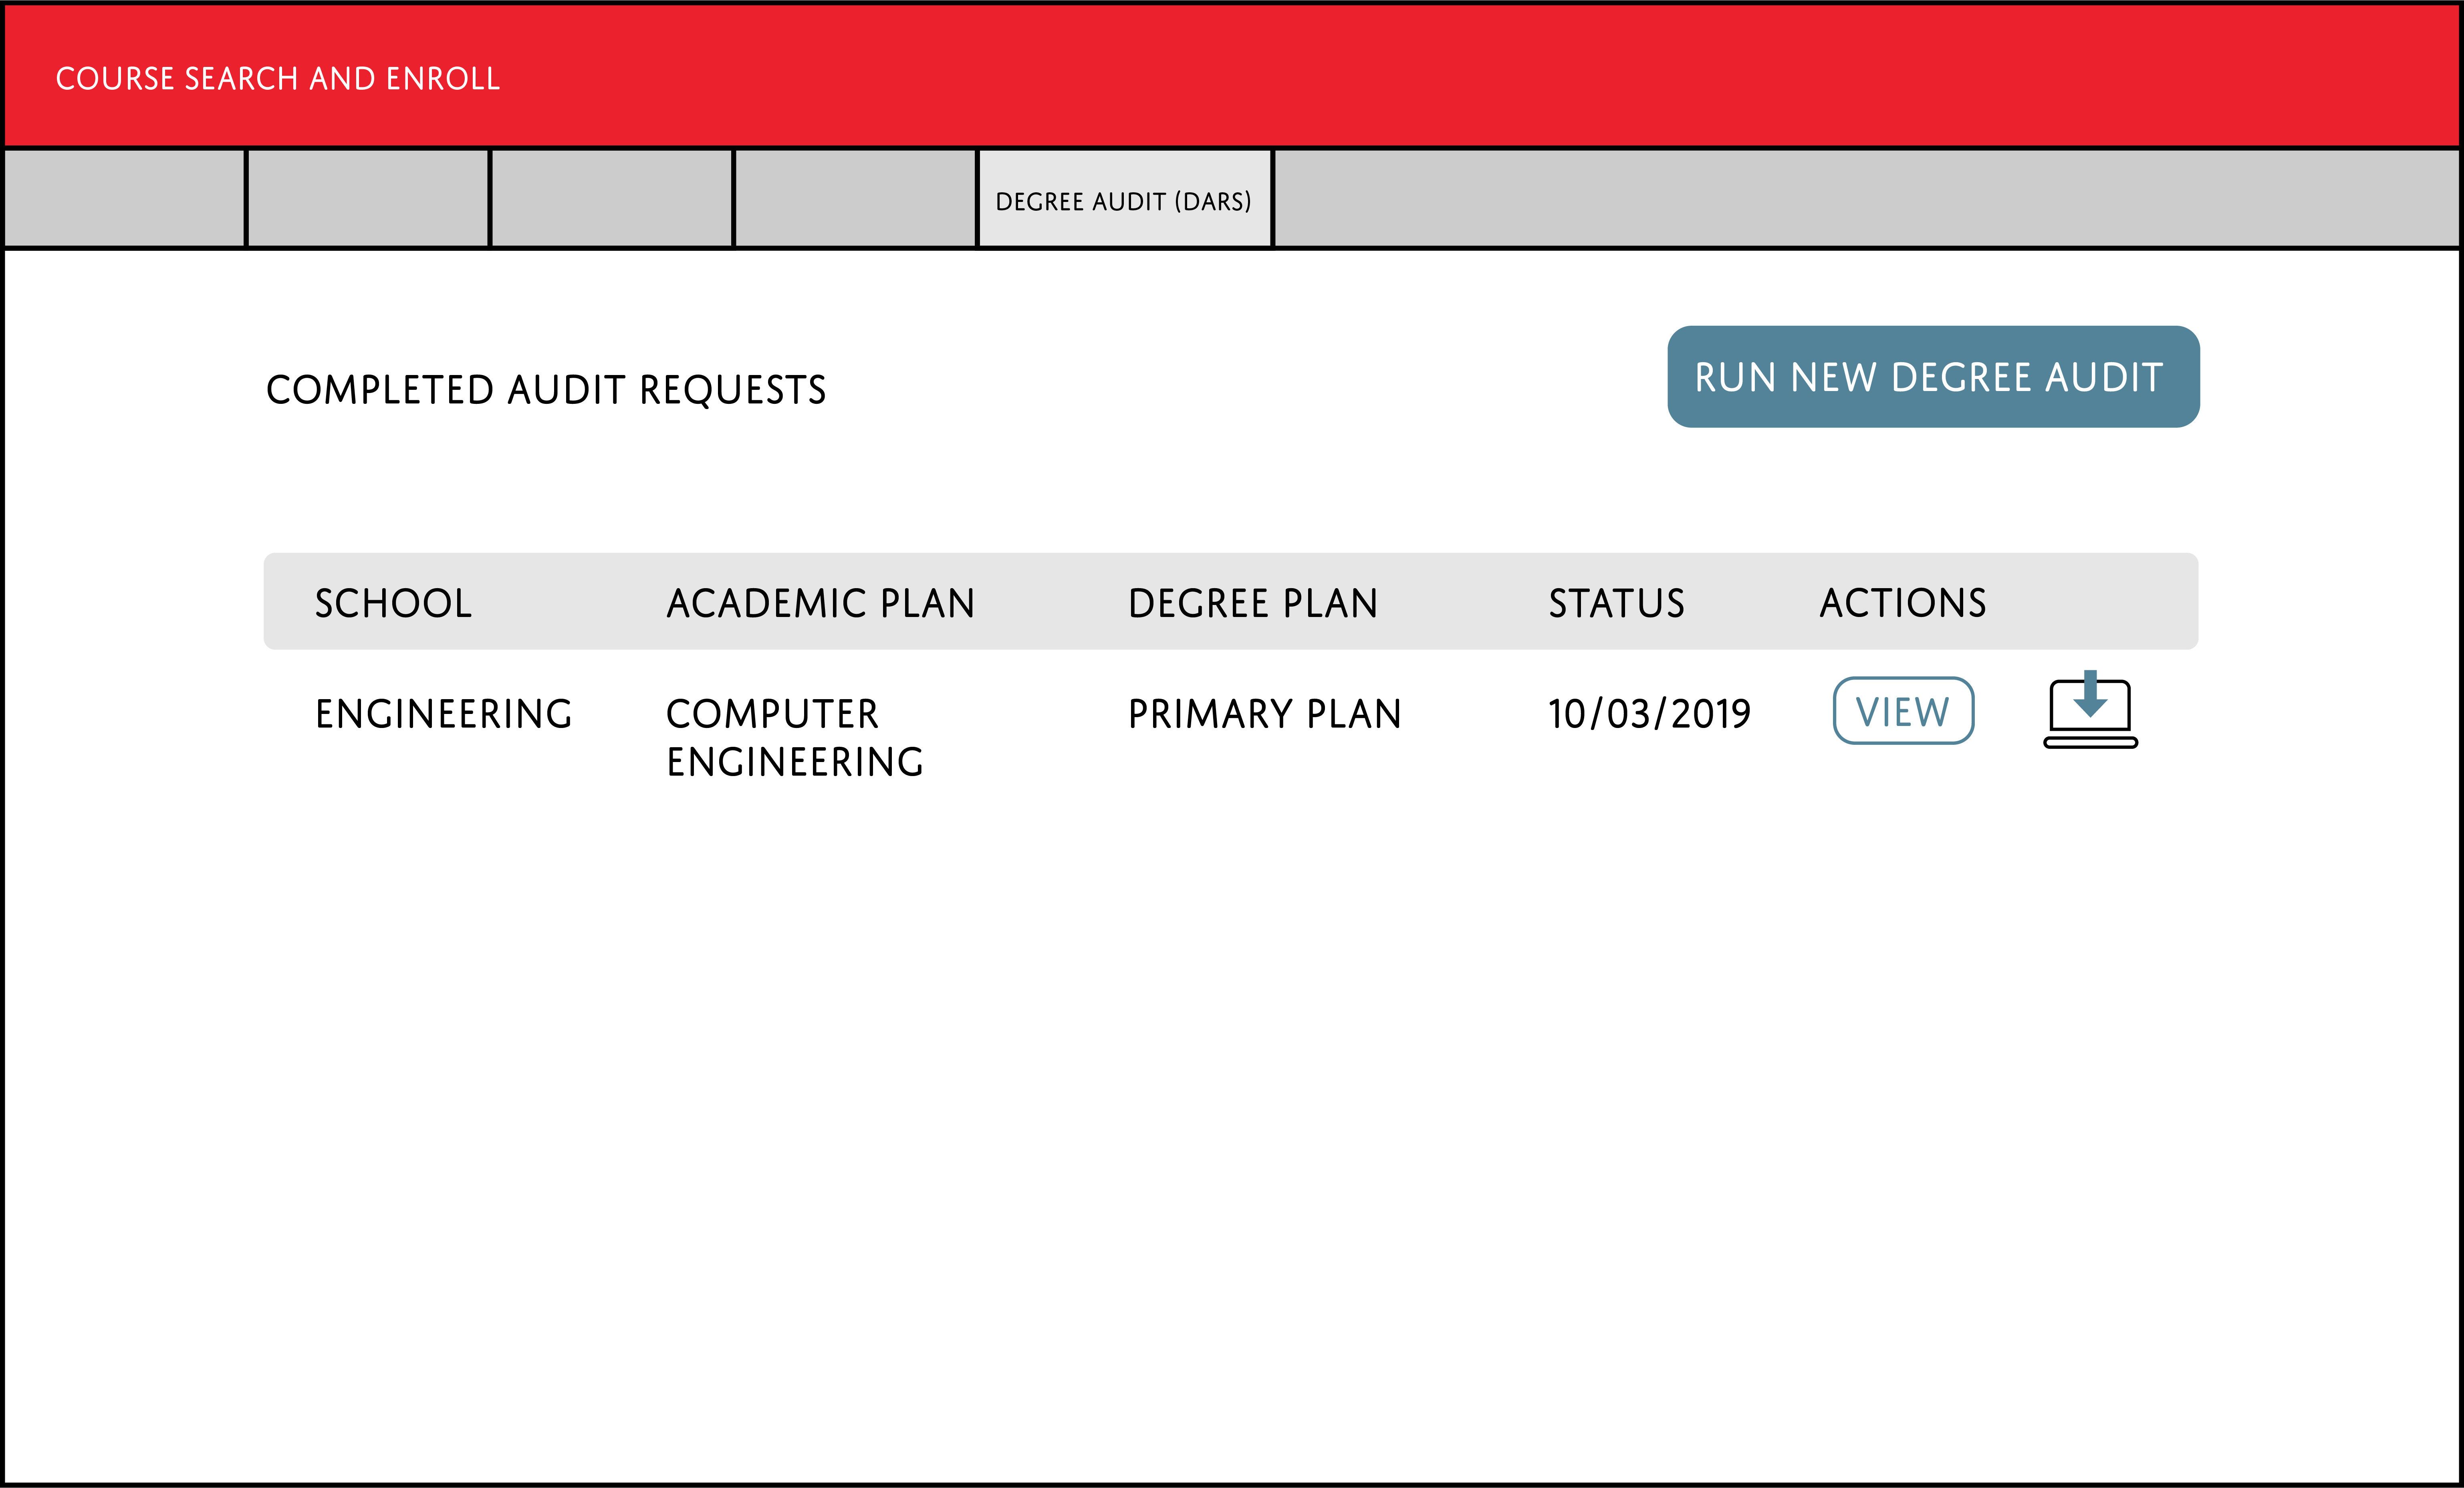 COURSE SEARCH AND ENROLL
DEGREE AUDIT (DARS)
COMPLETED AUDIT REQUESTS
RUN NEW DEGREE AUDIT
SCHOOL ACADEMIC PLAN DEGREE PLAN STATUS ACTIONS
ENGINEERING COMPUTER PRIMARY PLAN 10/03/2019 VIEW
ENGINEERING